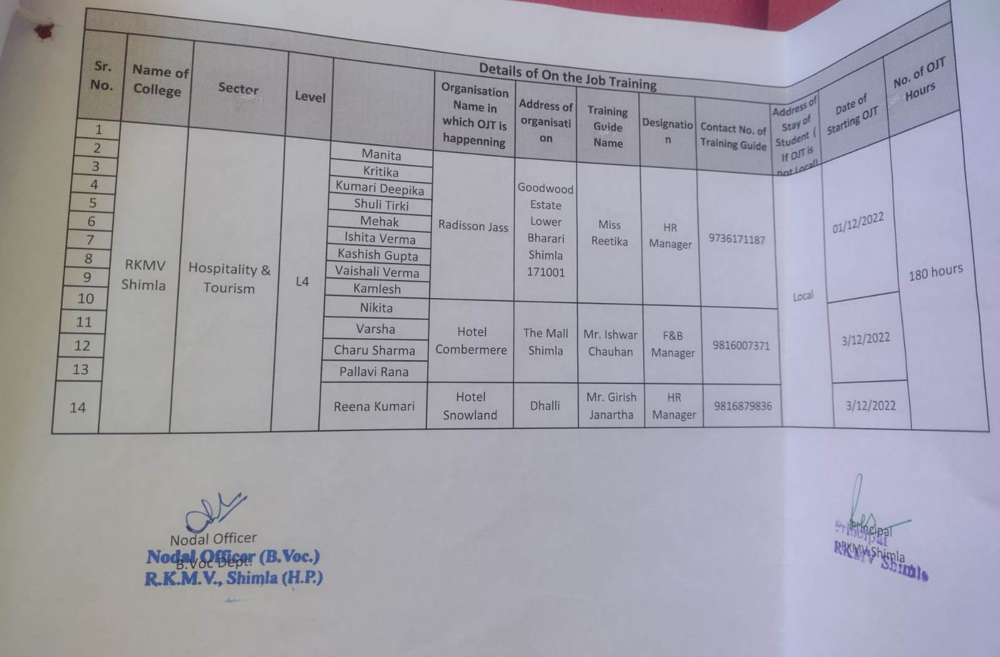 Details of On the Job Training
Sr. No.
Name of College
Sector
Level
Organisation Name in which OJT is happenning
Address of organisati on
Training Guide Name
Designatio n
Contact No. of Training Guide
Address of Stay of Student ( If OJT is not Local)
Date of Starting OJT
No. of OJT Hours
1
2
3
4
5
6
7
8
9
10
11
12
13
14
RKMV Shimla
Hospitality & Tourism
L4
Manita
Kritika
Kumari Deepika
Shuli Tirki
Mehak
Ishita Verma
Kashish Gupta
Vaishali Verma
Kamlesh
Nikita
Varsha
Charu Sharma
Pallavi Rana
Reena Kumari
Radisson Jass
Goodwood Estate Lower Bharari Shimla 171001
Miss Reetika
HR Manager
9736171187
01/12/2022
Hotel Combermere
The Mall Shimla
Mr. Ishwar Chauhan
F&B Manager
9816007371
3/12/2022
Hotel Snowland
Dhalli
Mr. Girish Janartha
HR Manager
9816879836
3/12/2022
Local
180 hours
Nodal Officer
B.Voc Dept.
Nodal Officer (B.Voc.)
R.K.M.V., Shimla (H.P.)
Principal
RKMV Shimla
Principal
RKMV Shimla